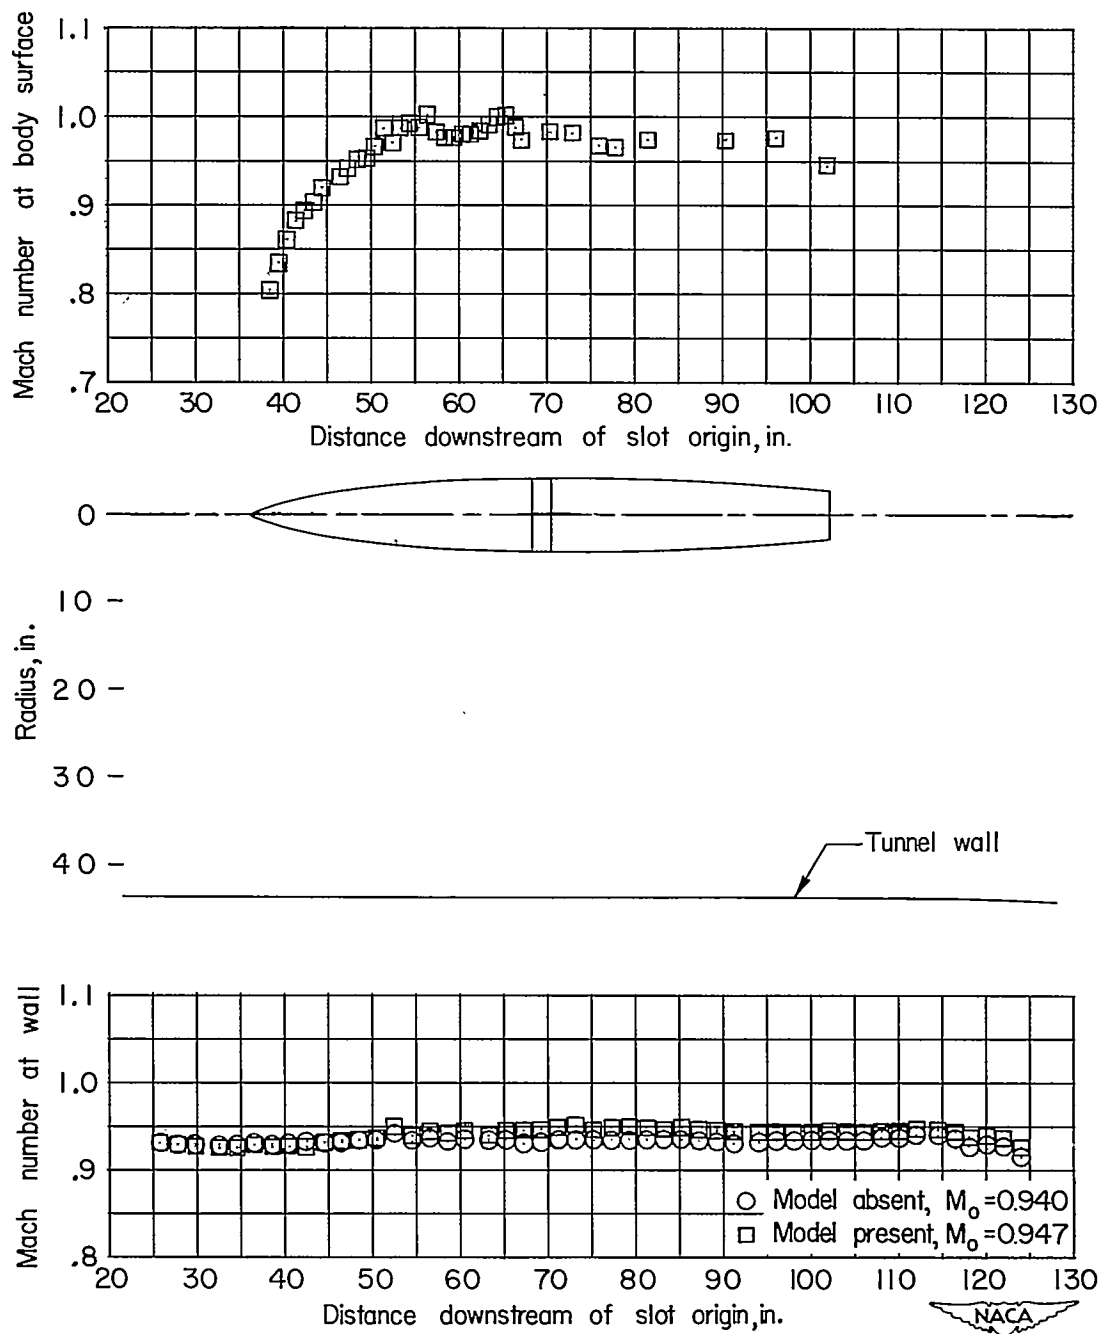 Mach number at body surface
1.1
1.0
.9
.8
.7
20 30 40 50 60 70 80 90 100 110 120 130
Distance downstream of slot origin, in.
Radius, in.
0
10
20
30
40
Tunnel wall
Mach number at wall
1.1
1.0
.9
.8
Model absent, Mo=0.940
Model present, Mo=0.947
20 30 40 50 60 70 80 90 100 110 120 130
Distance downstream of slot origin, in.
NACA